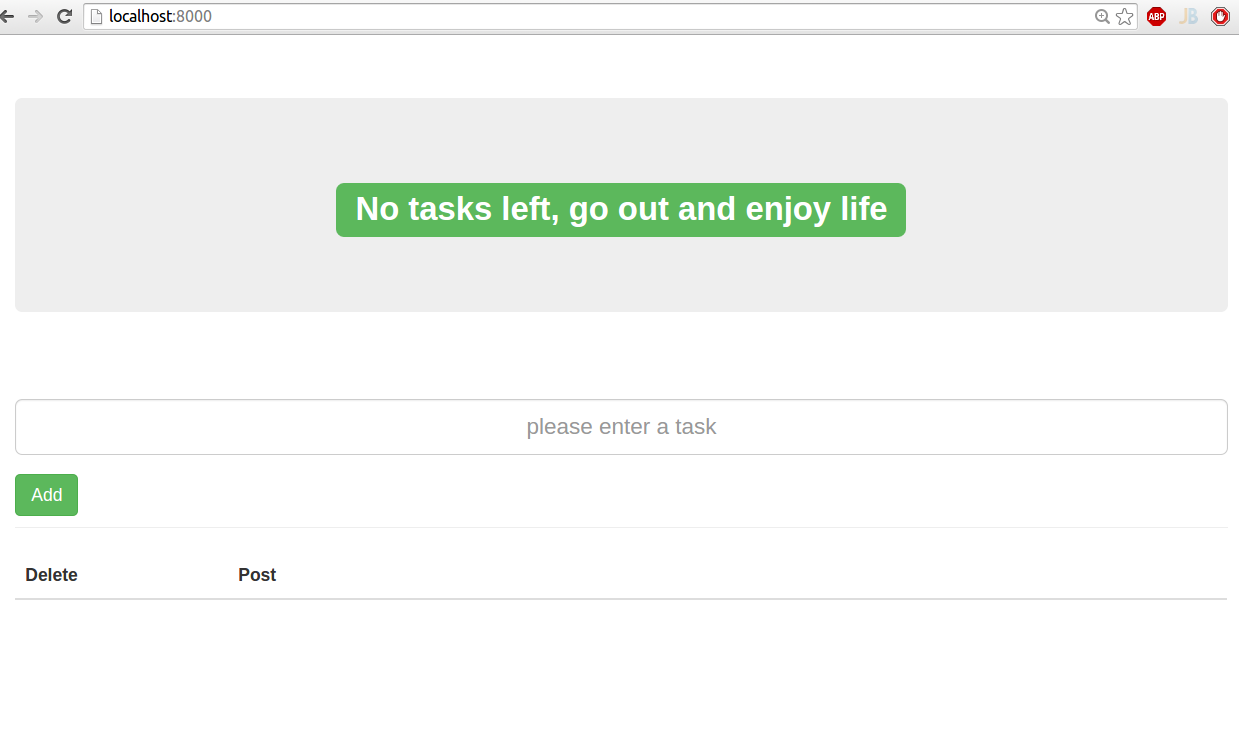 localhost:8000
ABP
JB
No tasks left, go out and enjoy life
please enter a task
Add
Delete Post